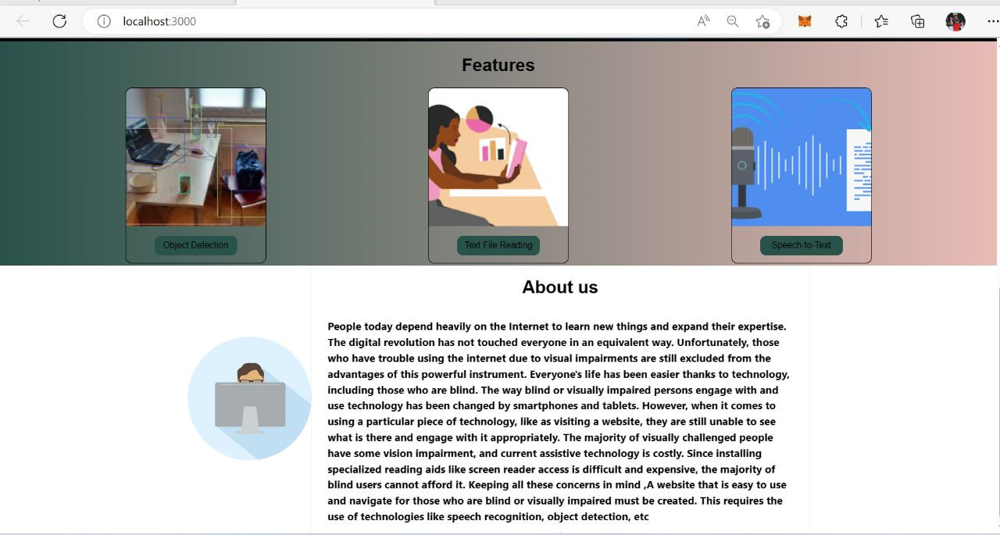 localhost:3000
Features
Object Detection
Text File Reading
Speech-to-Text
About us
People today depend heavily on the Internet to learn new things and expand their expertise.
The digital revolution has not touched everyone in an equivalent way. Unfortunately, those
who have trouble using the internet due to visual impairments are still excluded from the
advantages of this powerful instrument. Everyone's life has been easier thanks to technology,
including those who are blind. The way blind or visually impaired persons engage with and
use technology has been changed by smartphones and tablets. However, when it comes to
using a particular piece of technology, like as visiting a website, they are still unable to see
what is there and engage with it appropriately. The majority of visually challenged people
have some vision impairment, and current assistive technology is costly. Since installing
specialized reading aids like screen reader access is difficult and expensive, the majority of
blind users cannot afford it. Keeping all these concerns in mind ,A website that is easy to use
and navigate for those who are blind or visually impaired must be created. This requires the
use of technologies like speech recognition, object detection, etc